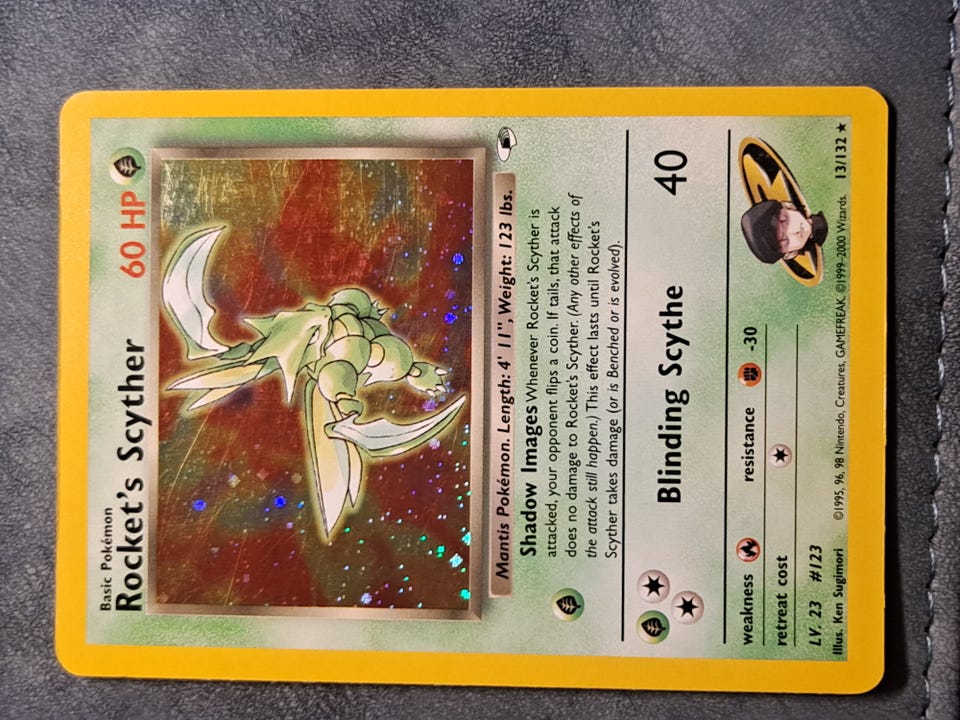 Basic Pokémon
Rocket's Scyther 60 HP
Mantis Pokémon. Length: 4' 11", Weight: 123 lbs.
Shadow Images Whenever Rocket's Scyther is
attacked, your opponent flips a coin. If tails, that attack
does no damage to Rocket's Scyther. (Any other effects of
the attack still happen.) This effect lasts until Rocket's
Scyther takes damage (or is Benched or is evolved).
Blinding Scythe 40
weakness resistance -30
retreat cost
LV. 23 #123
Illus. Ken Sugimori ©1995, 96, 98 Nintendo, Creatures, GAMEFREAK. ©1999-2000 Wizards. 13/132 ★